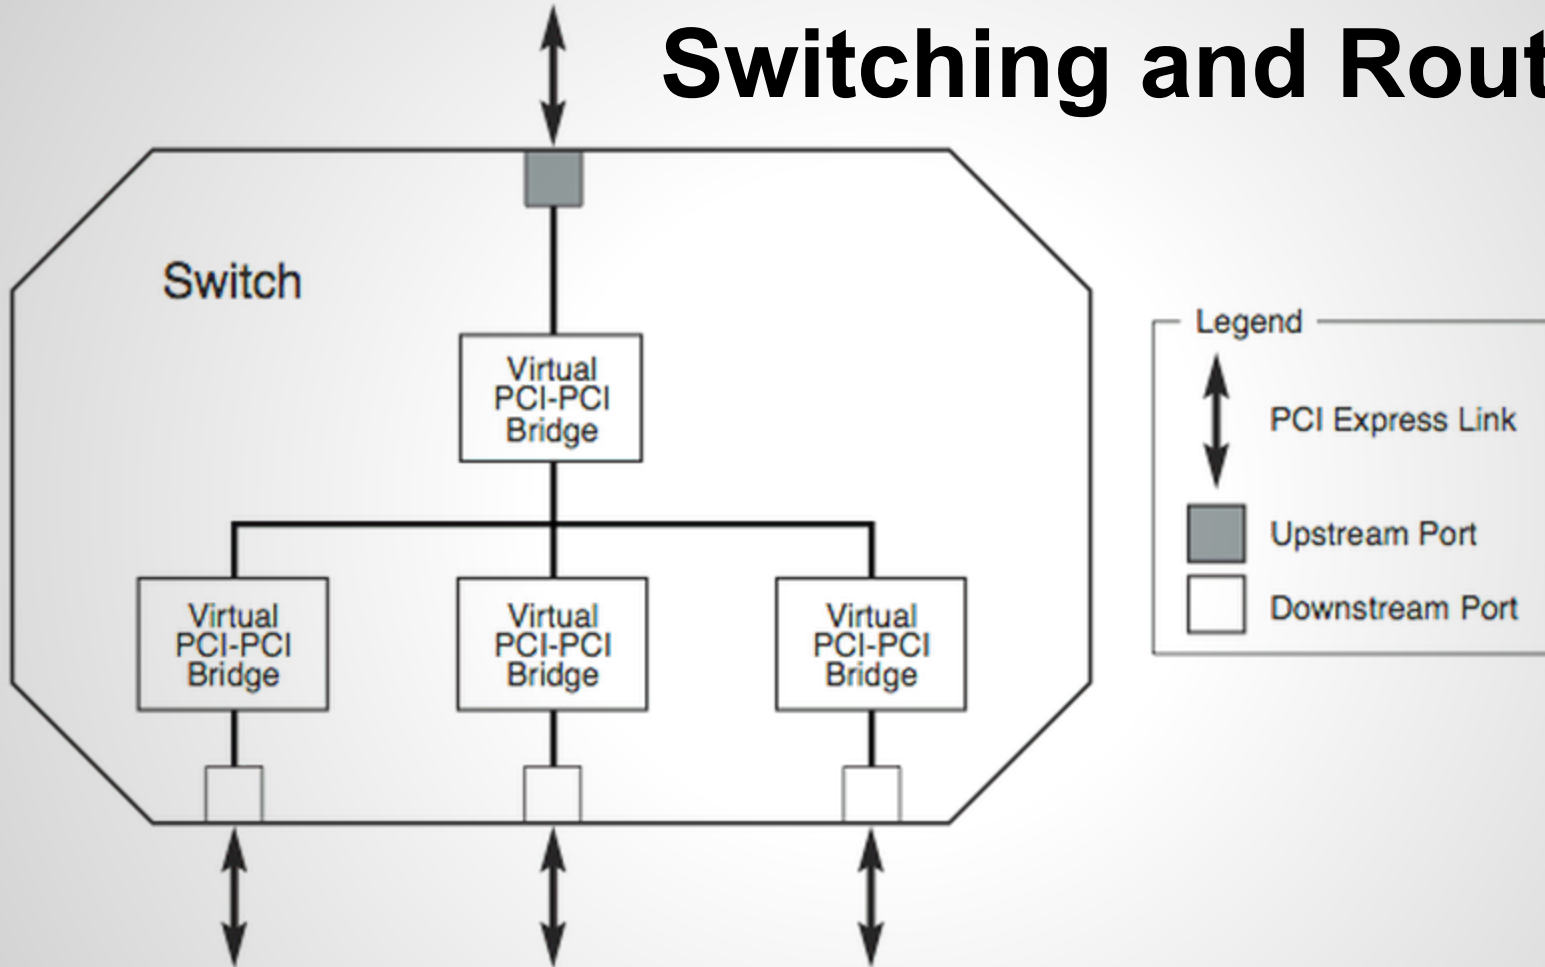 Switching and Rout
Switch
Virtual
PCI-PCI
Bridge
Virtual
PCI-PCI
Bridge
Virtual
PCI-PCI
Bridge
Virtual
PCI-PCI
Bridge
Legend
PCI Express Link
Upstream Port
Downstream Port